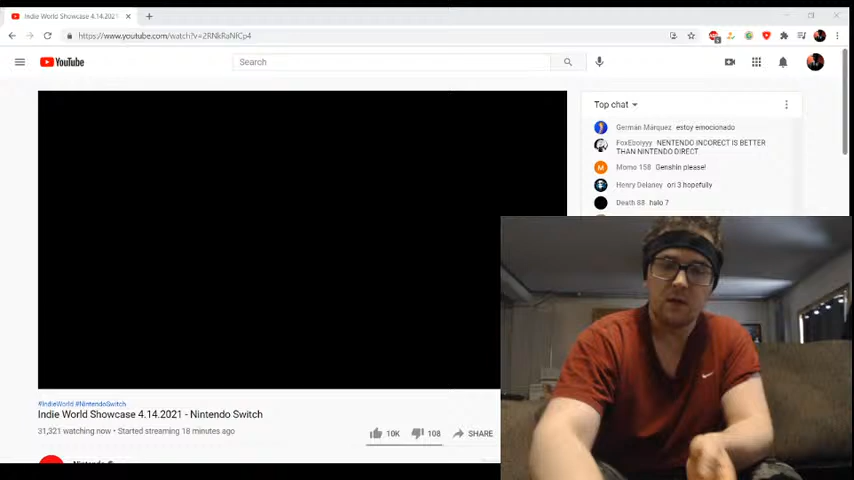 Indie World Showcase 4.14.2021
https://www.youtube.com/watch?v=2RNkRaNfCp4
YouTube
Search
Top chat
Germán Márquez estoy emocionado
FoxEboiyyy NENTENDO INCORECT IS BETTER
THAN NINTENDO DIRECT
Momo 158 Genshin please!
Henry Delaney ori 3 hopefully
Death 88 halo 7
#IndieWorld #NintendoSwitch
Indie World Showcase 4.14.2021 - Nintendo Switch
31,321 watching now • Started streaming 18 minutes ago
10K 108 SHARE